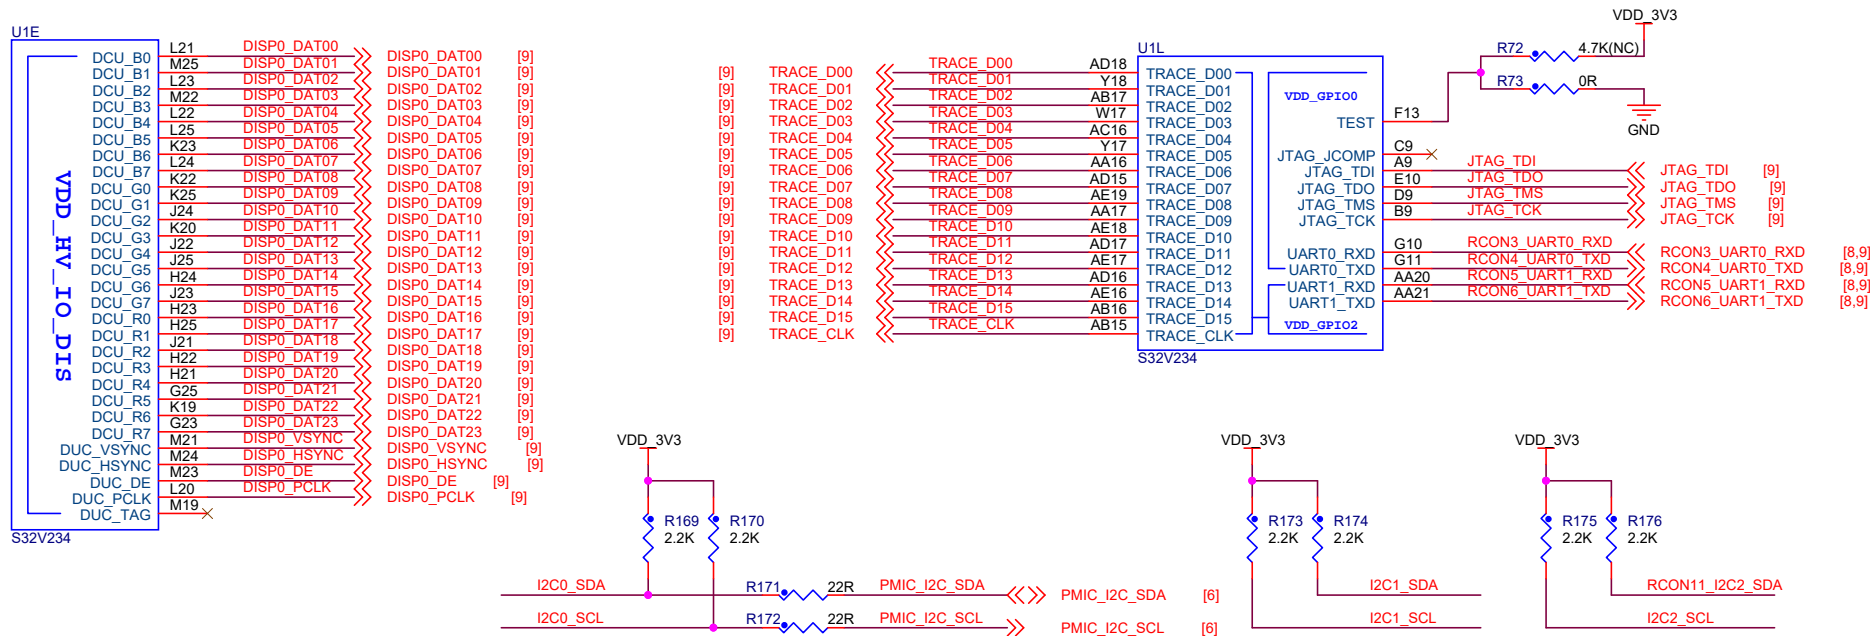 U1E
DCU_B0 L21 DISP0_DAT00 DISP0_DAT00 [9]
DCU_B1 M25 DISP0_DAT01 DISP0_DAT01 [9]
DCU_B2 L23 DISP0_DAT02 DISP0_DAT02 [9]
DCU_B3 M22 DISP0_DAT03 DISP0_DAT03 [9]
DCU_B4 L22 DISP0_DAT04 DISP0_DAT04 [9]
DCU_B5 L25 DISP0_DAT05 DISP0_DAT05 [9]
DCU_B6 K23 DISP0_DAT06 DISP0_DAT06 [9]
DCU_B7 L24 DISP0_DAT07 DISP0_DAT07 [9]
DCU_G0 K22 DISP0_DAT08 DISP0_DAT08 [9]
DCU_G1 K25 DISP0_DAT09 DISP0_DAT09 [9]
DCU_G2 J24 DISP0_DAT10 DISP0_DAT10 [9]
DCU_G3 K20 DISP0_DAT11 DISP0_DAT11 [9]
DCU_G4 J22 DISP0_DAT12 DISP0_DAT12 [9]
DCU_G5 J25 DISP0_DAT13 DISP0_DAT13 [9]
DCU_G6 H24 DISP0_DAT14 DISP0_DAT14 [9]
DCU_G7 J23 DISP0_DAT15 DISP0_DAT15 [9]
DCU_R0 H23 DISP0_DAT16 DISP0_DAT16 [9]
DCU_R1 H25 DISP0_DAT17 DISP0_DAT17 [9]
DCU_R2 J21 DISP0_DAT18 DISP0_DAT18 [9]
DCU_R3 H22 DISP0_DAT19 DISP0_DAT19 [9]
DCU_R4 H21 DISP0_DAT20 DISP0_DAT20 [9]
DCU_R5 G25 DISP0_DAT21 DISP0_DAT21 [9]
DCU_R6 K19 DISP0_DAT22 DISP0_DAT22 [9]
DCU_R7 G23 DISP0_DAT23 DISP0_DAT23 [9]
DUC_VSYNC M21 DISP0_VSYNC DISP0_VSYNC [9]
DUC_HSYNC M24 DISP0_HSYNC DISP0_HSYNC [9]
DUC_DE M23 DISP0_DE DISP0_DE [9]
DUC_PCLK L20 DISP0_PCLK DISP0_PCLK [9]
DUC_TAG M19
VDD_HV_IO_DIS
S32V234
U1L
[9] TRACE_D00 TRACE_D00 AD18 TRACE_D00
[9] TRACE_D01 TRACE_D01 Y18 TRACE_D01
[9] TRACE_D02 TRACE_D02 AB17 TRACE_D02
[9] TRACE_D03 TRACE_D03 W17 TRACE_D03
[9] TRACE_D04 TRACE_D04 AC16 TRACE_D04
[9] TRACE_D05 TRACE_D05 Y17 TRACE_D05
[9] TRACE_D06 TRACE_D06 AA16 TRACE_D06
[9] TRACE_D07 TRACE_D07 AD15 TRACE_D07
[9] TRACE_D08 TRACE_D08 AE19 TRACE_D08
[9] TRACE_D09 TRACE_D09 AA17 TRACE_D09
[9] TRACE_D10 TRACE_D10 AE18 TRACE_D10
[9] TRACE_D11 TRACE_D11 AD17 TRACE_D11
[9] TRACE_D12 TRACE_D12 AE17 TRACE_D12
[9] TRACE_D13 TRACE_D13 AD16 TRACE_D13
[9] TRACE_D14 TRACE_D14 AE16 TRACE_D14
[9] TRACE_D15 TRACE_D15 AB16 TRACE_D15
[9] TRACE_CLK TRACE_CLK AB15 TRACE_CLK
VDD_GPIO0
VDD_GPIO2
S32V234
VDD_3V3
R72 4.7K(NC)
R73 0R
GND
TEST F13
JTAG_JCOMP C9
JTAG_TDI A9 JTAG_TDI JTAG_TDI [9]
JTAG_TDO E10 JTAG_TDO JTAG_TDO [9]
JTAG_TMS D9 JTAG_TMS JTAG_TMS [9]
JTAG_TCK B9 JTAG_TCK JTAG_TCK [9]
UART0_RXD G10 RCON3_UART0_RXD RCON3_UART0_RXD [8,9]
UART0_TXD G11 RCON4_UART0_TXD RCON4_UART0_TXD [8,9]
UART1_RXD AA20 RCON5_UART1_RXD RCON5_UART1_RXD [8,9]
UART1_TXD AA21 RCON6_UART1_TXD RCON6_UART1_TXD [8,9]
VDD_3V3
R169 2.2K
R170 2.2K
I2C0_SDA R171 22R PMIC_I2C_SDA PMIC_I2C_SDA [6]
I2C0_SCL R172 22R PMIC_I2C_SCL PMIC_I2C_SCL [6]
VDD_3V3
R173 2.2K
R174 2.2K
I2C1_SDA
I2C1_SCL
VDD_3V3
R175 2.2K
R176 2.2K
RCON11_I2C2_SDA
I2C2_SCL